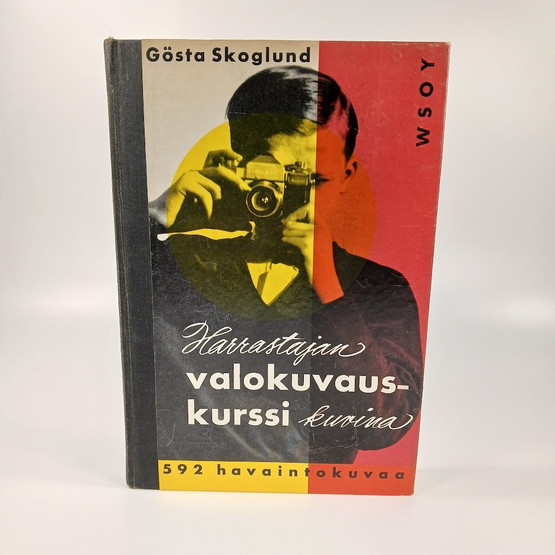 Gösta Skoglund
WSOY
Harrastajan
valokuvaus-
kurssi kuvina
592 havaintokuvaa